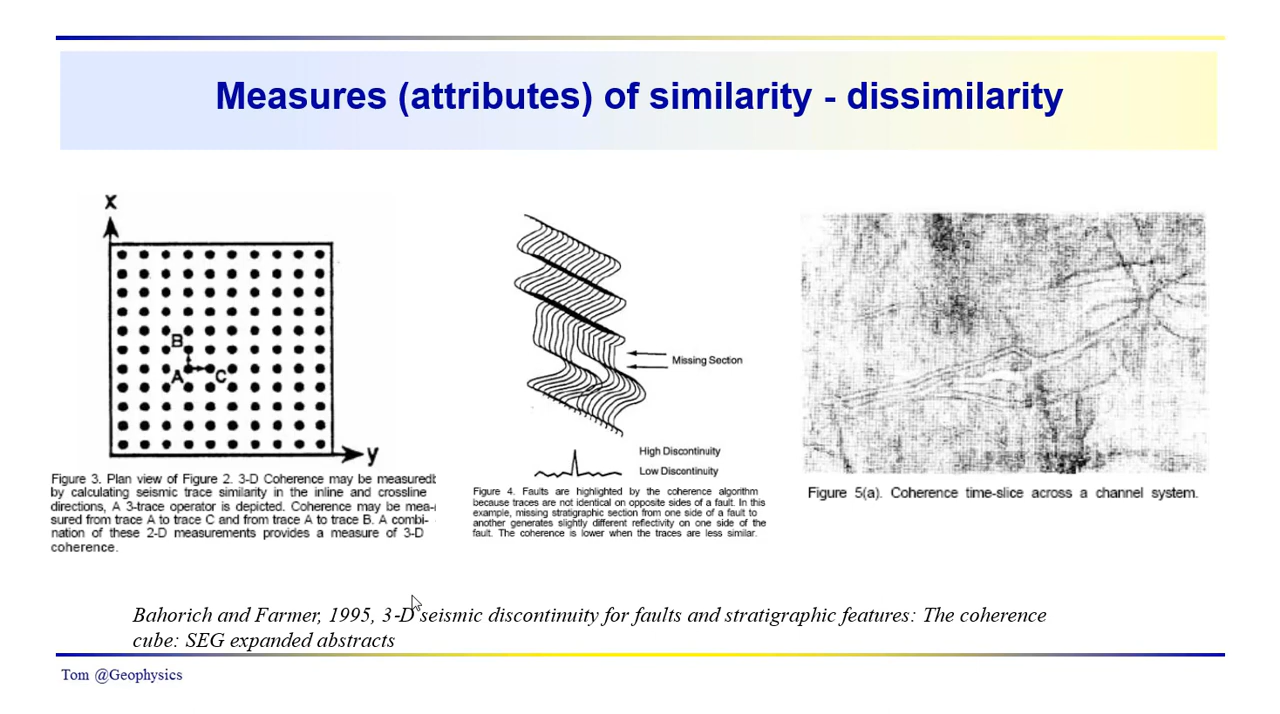 Measures (attributes) of similarity - dissimilarity
X
B
A
C
y
Figure 3. Plan view of Figure 2. 3-D Coherence may be measured
by calculating seismic trace similarity in the inline and crossline
directions, A 3-trace operator is depicted. Coherence may be mea-
sured from trace A to trace C and from trace A to trace B. A combi-
nation of these 2-D measurements provides a measure of 3-D
coherence.
Missing Section
High Discontinuity
Low Discontinuity
Figure 4. Faults are highlighted by the coherence algorithm
because traces are not identical on opposite sides of a fault. In this
example, missing stratigraphic section from one side of a fault to
another generates slightly different reflectivity on one side of the
fault. The coherence is lower when the traces are less similar.
Figure 5(a). Coherence time-slice across a channel system.
Bahorich and Farmer, 1995, 3-D seismic discontinuity for faults and stratigraphic features: The coherence
cube: SEG expanded abstracts
Tom @Geophysics